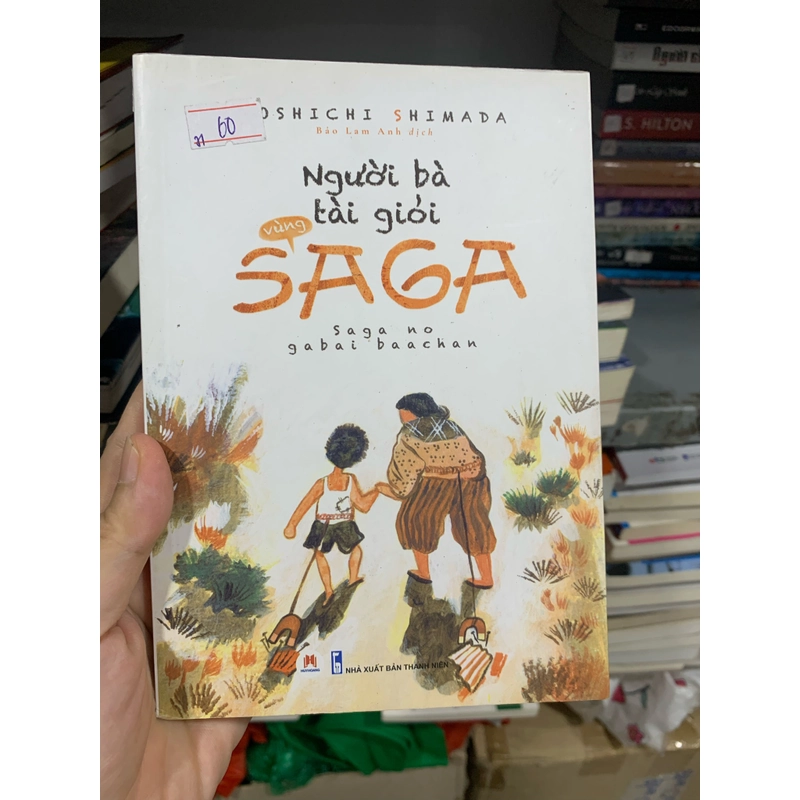 OSHICHI SHIMADA
Bảo Lam Anh dịch
60
Người bà
tài giỏi
vùng
SAGA
Saga no
gabai baachan
NHÀ XUẤT BẢN THANH NIÊN
S. HILTON